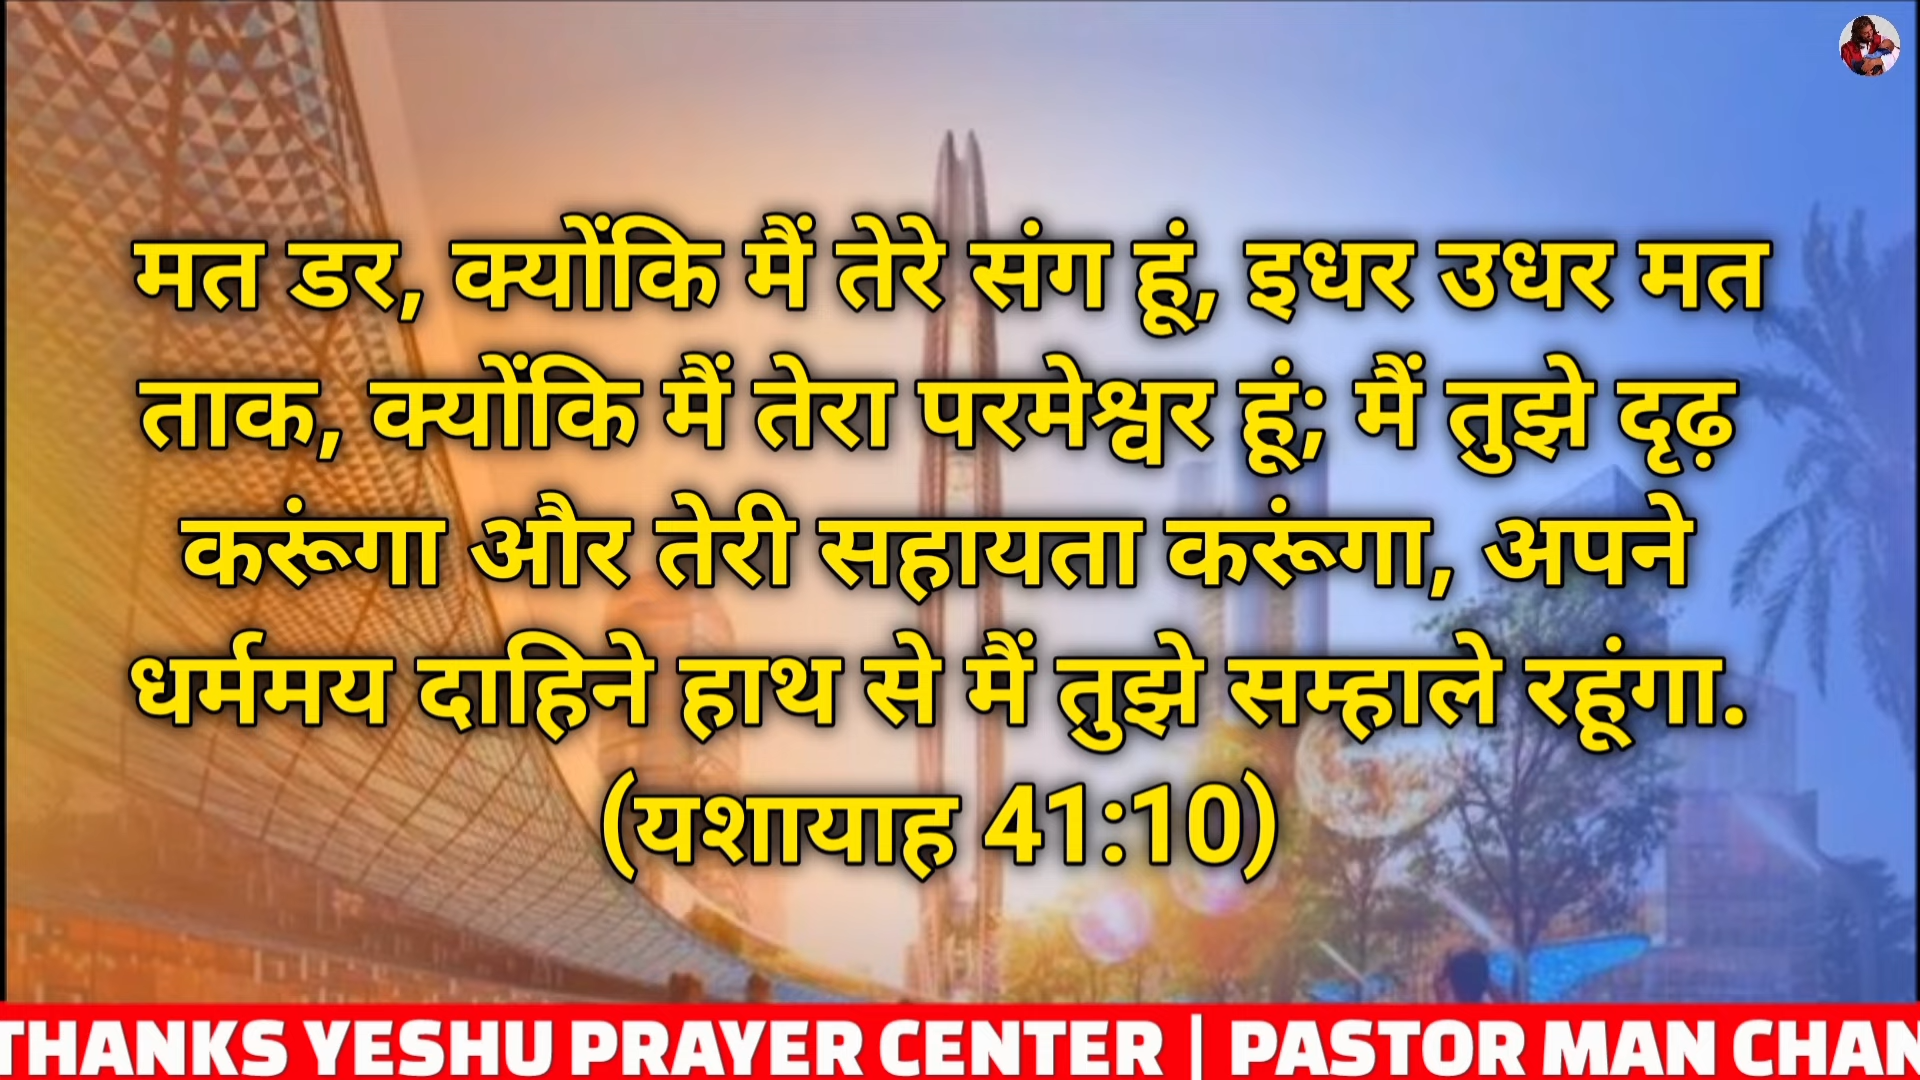 मत डर, क्योंकि मैं तेरे संग हूं, इधर उधर मत
ताक, क्योंकि मैं तेरा परमेश्वर हूं; मैं तुझे दृढ़
करूंगा और तेरी सहायता करूंगा, अपने
धर्ममय दाहिने हाथ से मैं तुझे सम्हाले रहूंगा.
(यशायाह 41:10)
THANKS YESHU PRAYER CENTER | PASTOR MAN CHAN